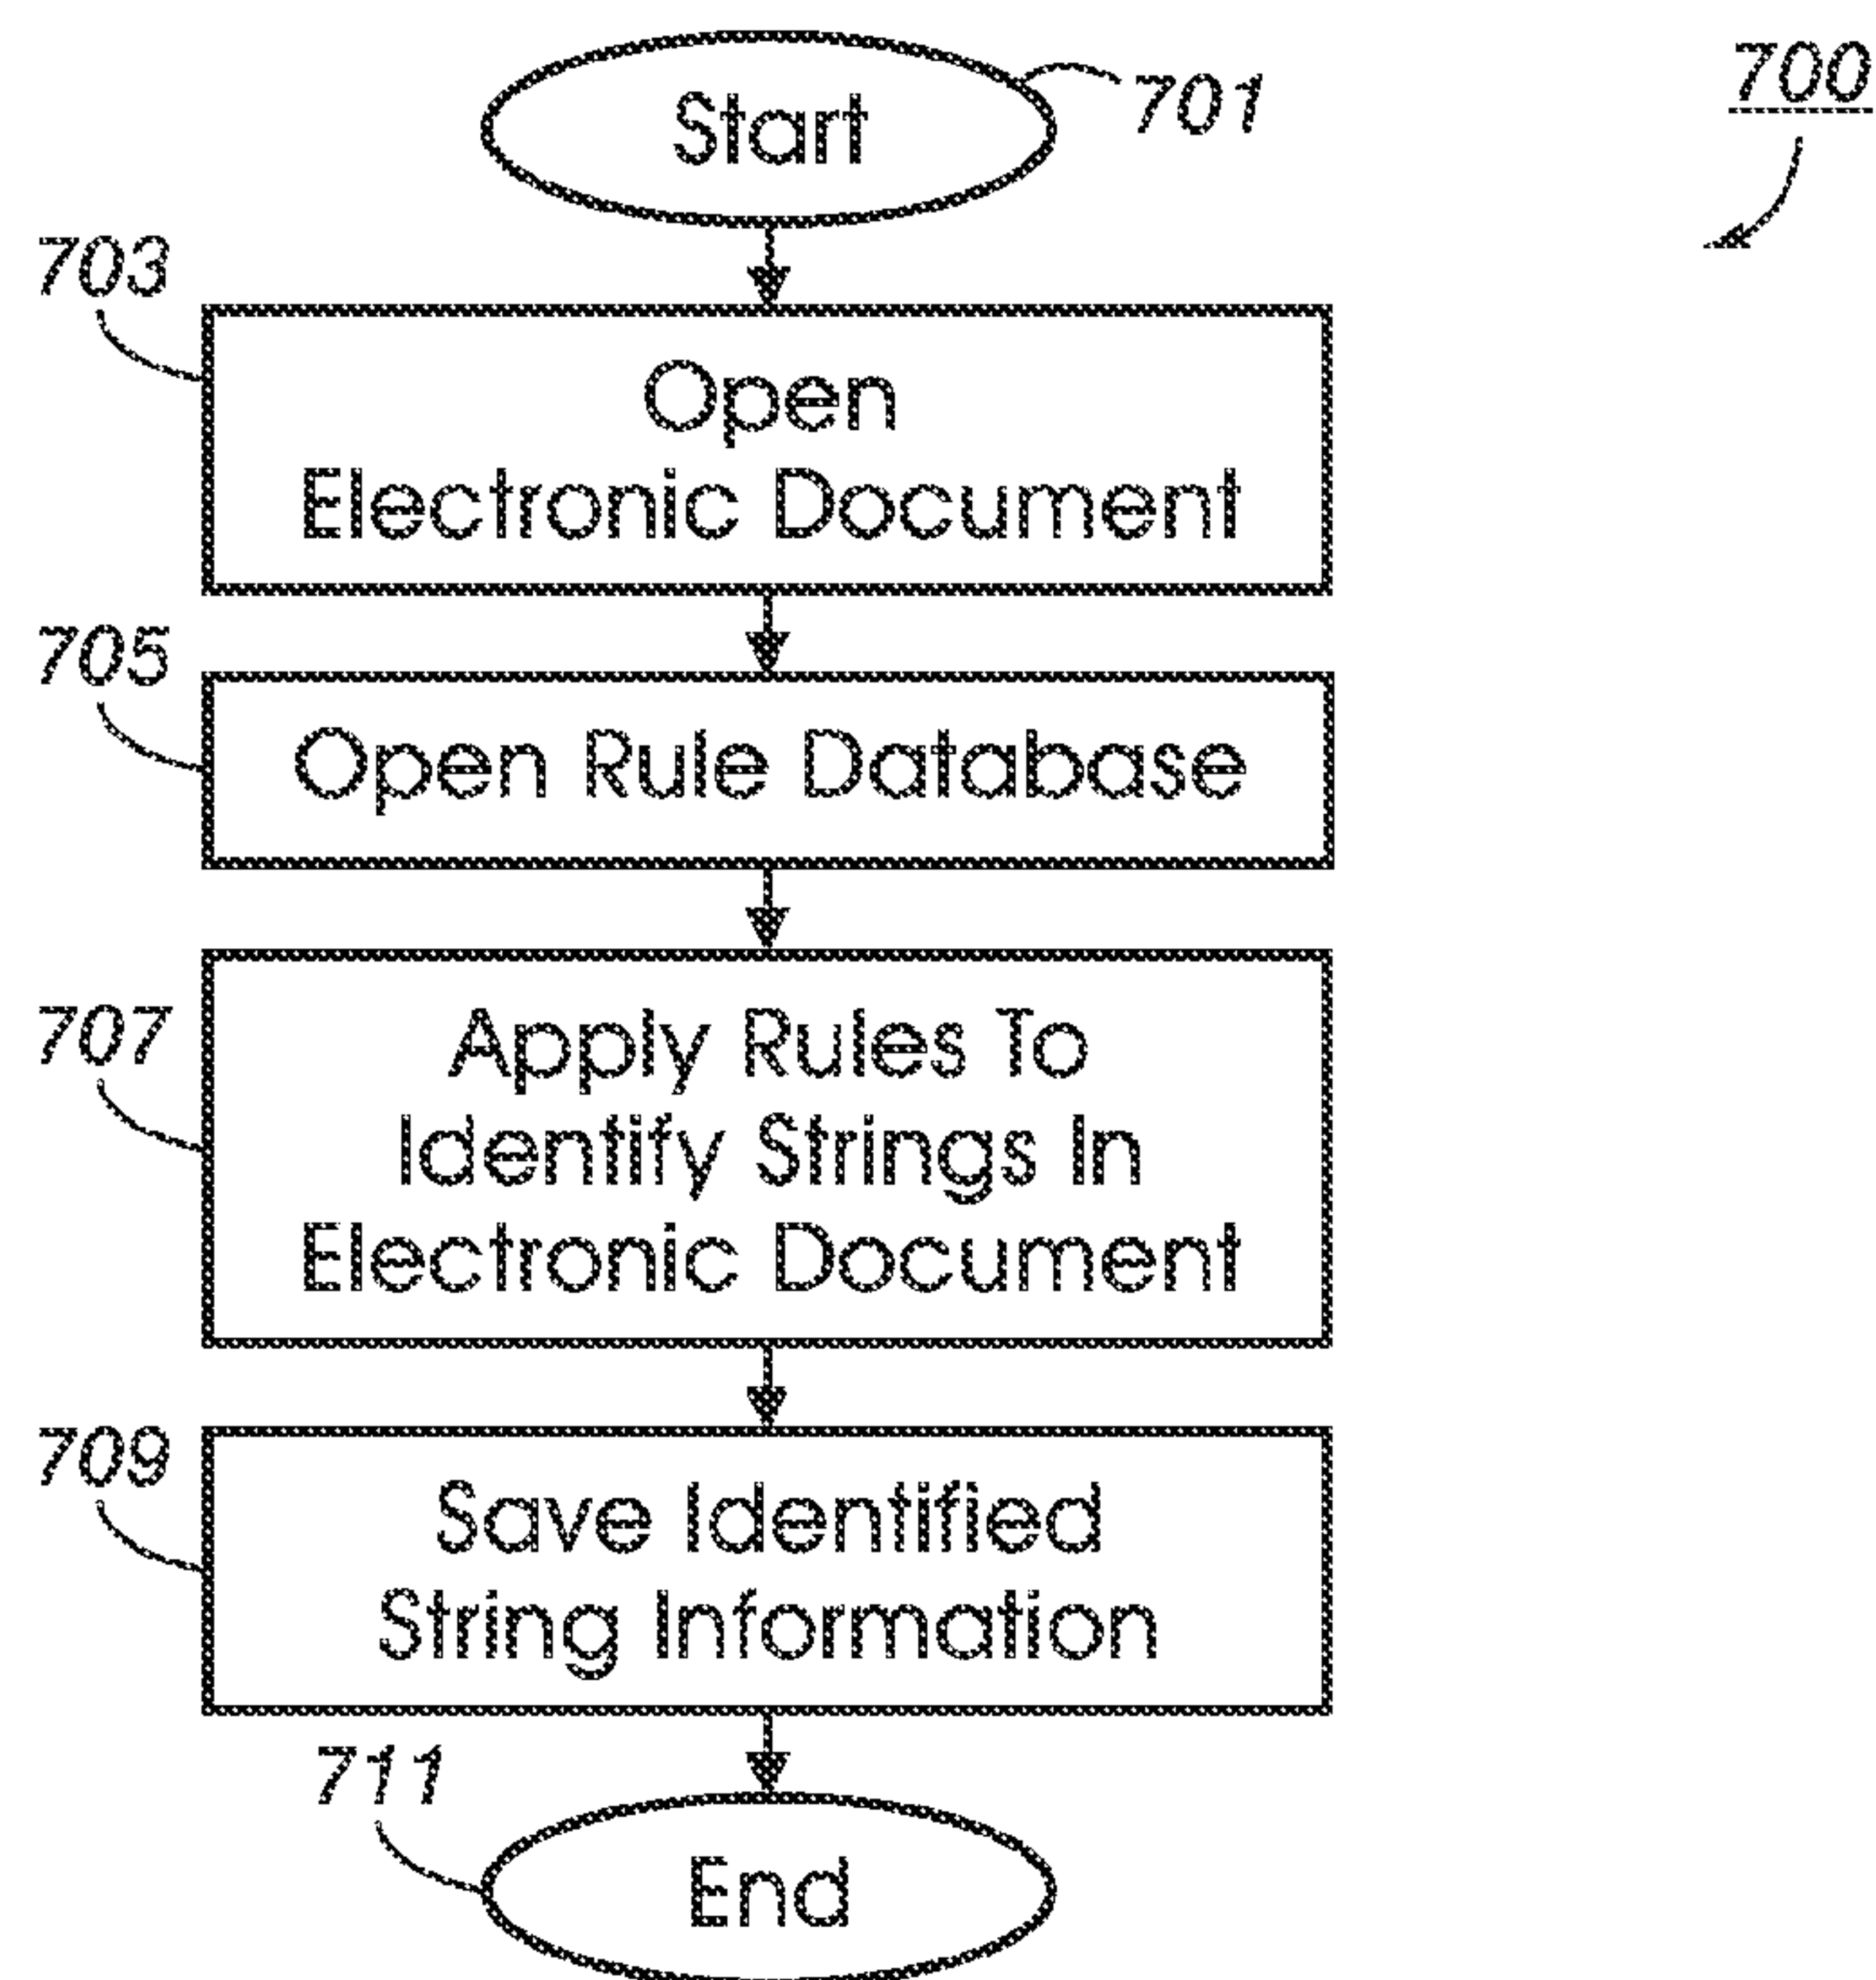 Start
701
700
703
Open
Electronic Document
705
Open Rule Database
707
Apply Rules To
Identify Strings In
Electronic Document
709
Save Identified
String Information
711
End